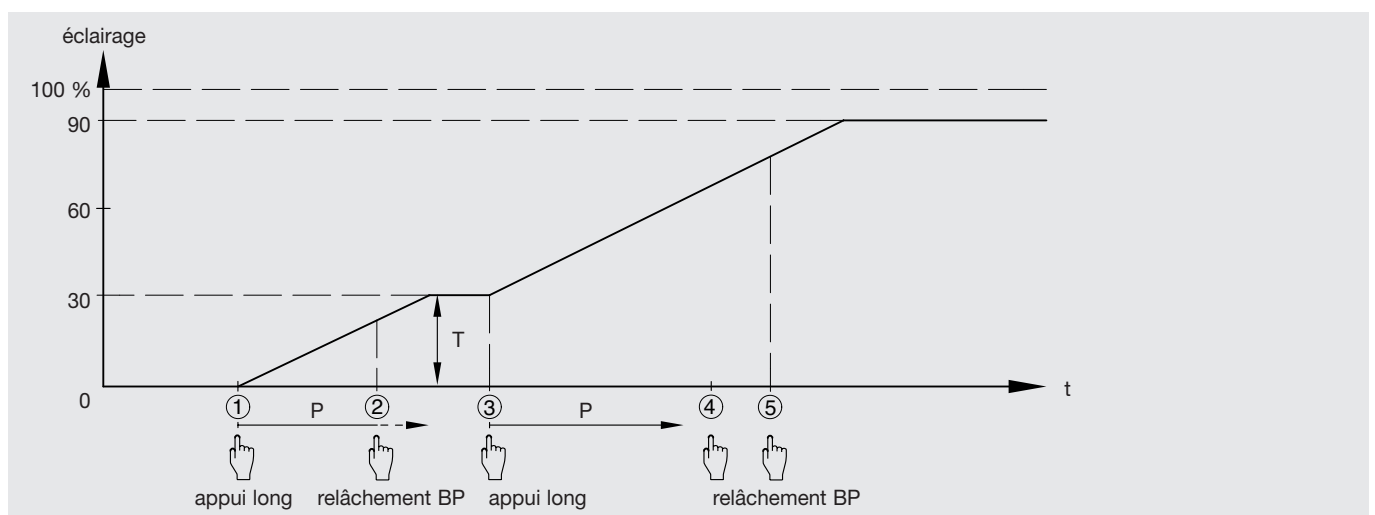 éclairage
100 %
90
60
30
T
0
t
① P ② ③ P ④ ⑤
appui long relâchement BP appui long relâchement BP